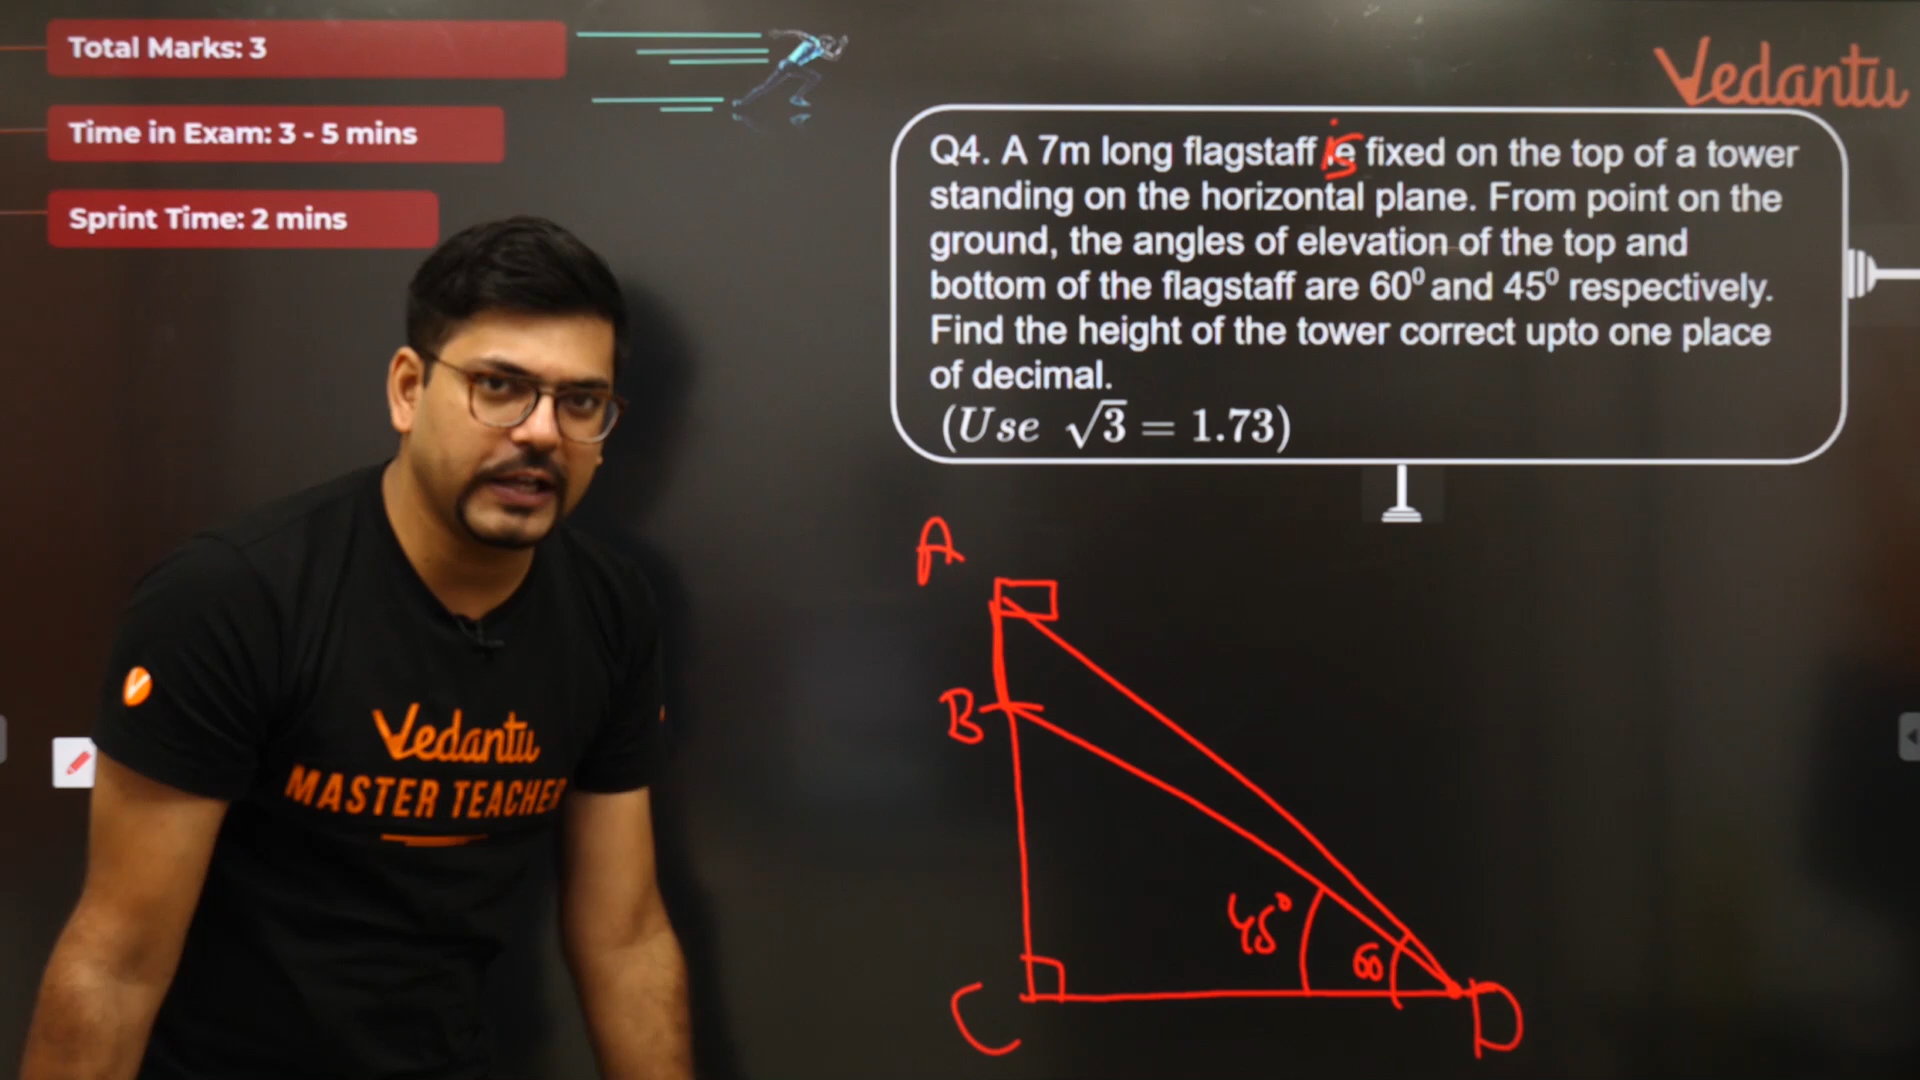 Total Marks: 3
Time in Exam: 3 - 5 mins
Sprint Time: 2 mins
Vedantu
Q4. A 7m long flagstaff is fixed on the top of a tower
standing on the horizontal plane. From point on the
ground, the angles of elevation of the top and
bottom of the flagstaff are 60⁰ and 45⁰ respectively.
Find the height of the tower correct upto one place
of decimal.
(Use √3 = 1.73)
A
B
45°
60
C
D
Vedantu
MASTER TEACHER